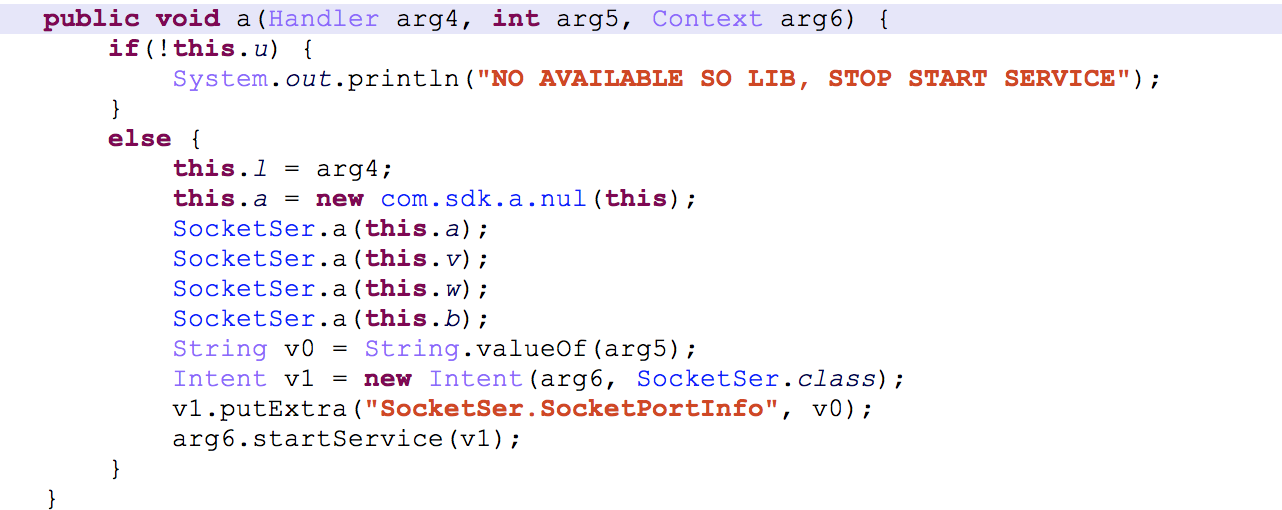 public void a(Handler arg4, int arg5, Context arg6) {
    if(!this.u) {
        System.out.println("NO AVAILABLE SO LIB, STOP START SERVICE");
    }
    else {
        this.l = arg4;
        this.a = new com.sdk.a.nul(this);
        SocketSer.a(this.a);
        SocketSer.a(this.v);
        SocketSer.a(this.w);
        SocketSer.a(this.b);
        String v0 = String.valueOf(arg5);
        Intent v1 = new Intent(arg6, SocketSer.class);
        v1.putExtra("SocketSer.SocketPortInfo", v0);
        arg6.startService(v1);
    }
}